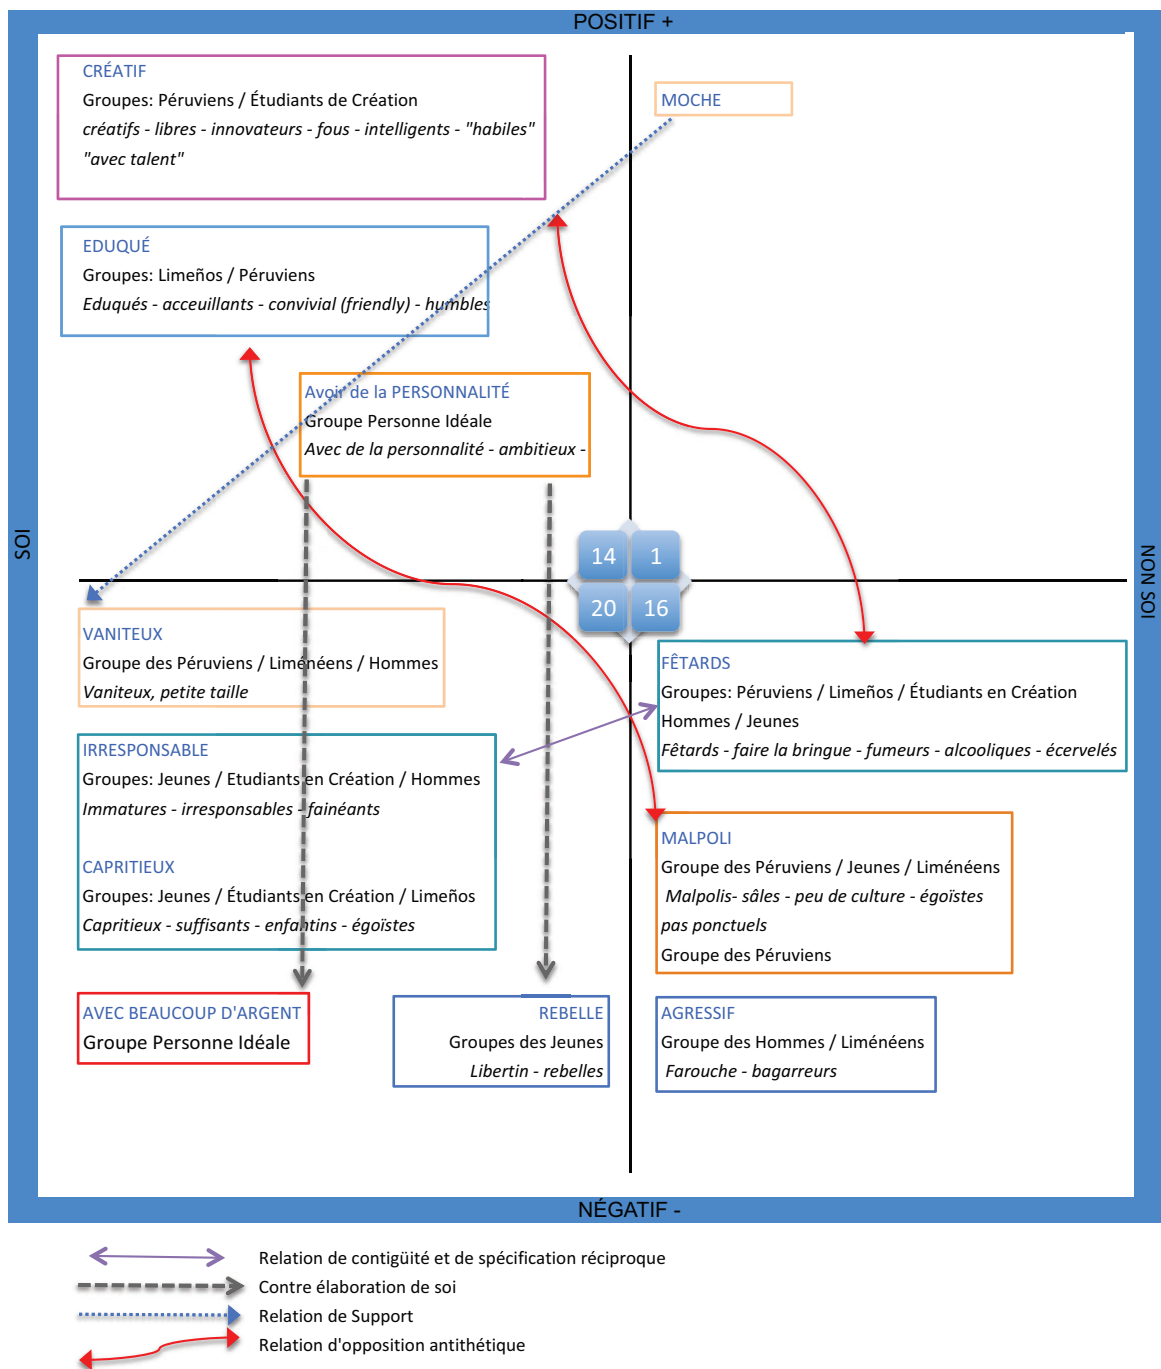 POSITIF +
CRÉATIF
Groupes: Péruviens / Étudiants de Création
créatifs - libres - innovateurs - fous - intelligents - "habiles"
"avec talent"
MOCHE
EDUQUÉ
Groupes: Limeños / Péruviens
Eduqués - acceuillants - convivial (friendly) - humbles
Avoir de la PERSONNALITÉ
Groupe Personne Idéale
Avec de la personnalité - ambitieux -
SOI
NON SOI
14
1
20
16
VANITEUX
Groupe des Péruviens / Liménéens / Hommes
Vaniteux, petite taille
FÊTARDS
Groupes: Péruviens / Limeños / Étudiants en Création
Hommes / Jeunes
Fêtards - faire la bringue - fumeurs - alcooliques - écervelés
IRRESPONSABLE
Groupes: Jeunes / Etudiants en Création / Hommes
Immatures - irresponsables - fainéants
CAPRITIEUX
Groupes: Jeunes / Étudiants en Création / Limeños
Capritieux - suffisants - enfantins - égoïstes
MALPOLI
Groupe des Péruviens / Jeunes / Liménéens
Malpolis- sâles - peu de culture - égoïstes
pas ponctuels
Groupe des Péruviens
AVEC BEAUCOUP D'ARGENT
Groupe Personne Idéale
REBELLE
Groupes des Jeunes
Libertin - rebelles
AGRESSIF
Groupe des Hommes / Liménéens
Farouche - bagarreurs
NÉGATIF -
Relation de contigüité et de spécification réciproque
Contre élaboration de soi
Relation de Support
Relation d'opposition antithétique